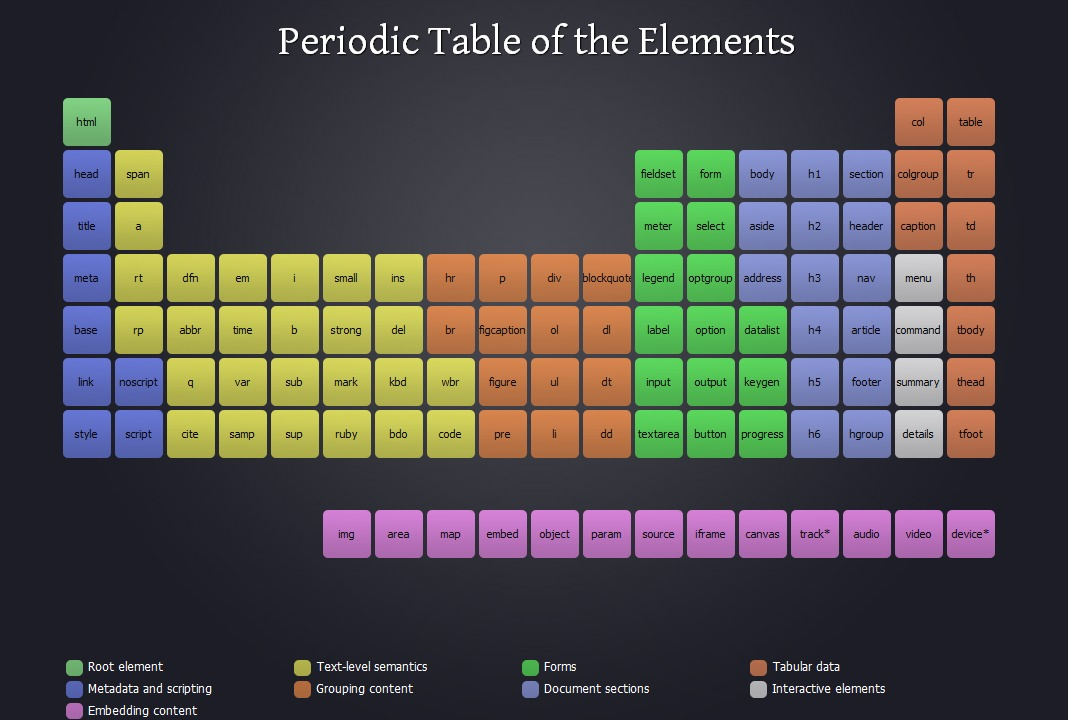 Periodic Table of the Elements
html col table
head span fieldset form body h1 section colgroup tr
title a meter select aside h2 header caption td
meta rt dfn em i small ins hr p div blockquote legend optgroup address h3 nav menu th
base rp abbr time b strong del br figcaption ol dl label option datalist h4 article command tbody
link noscript q var sub mark kbd wbr figure ul dt input output keygen h5 footer summary thead
style script cite samp sup ruby bdo code pre li dd textarea button progress h6 hgroup details tfoot
img area map embed object param source iframe canvas track* audio video device*
Root element Text-level semantics Forms Tabular data
Metadata and scripting Grouping content Document sections Interactive elements
Embedding content